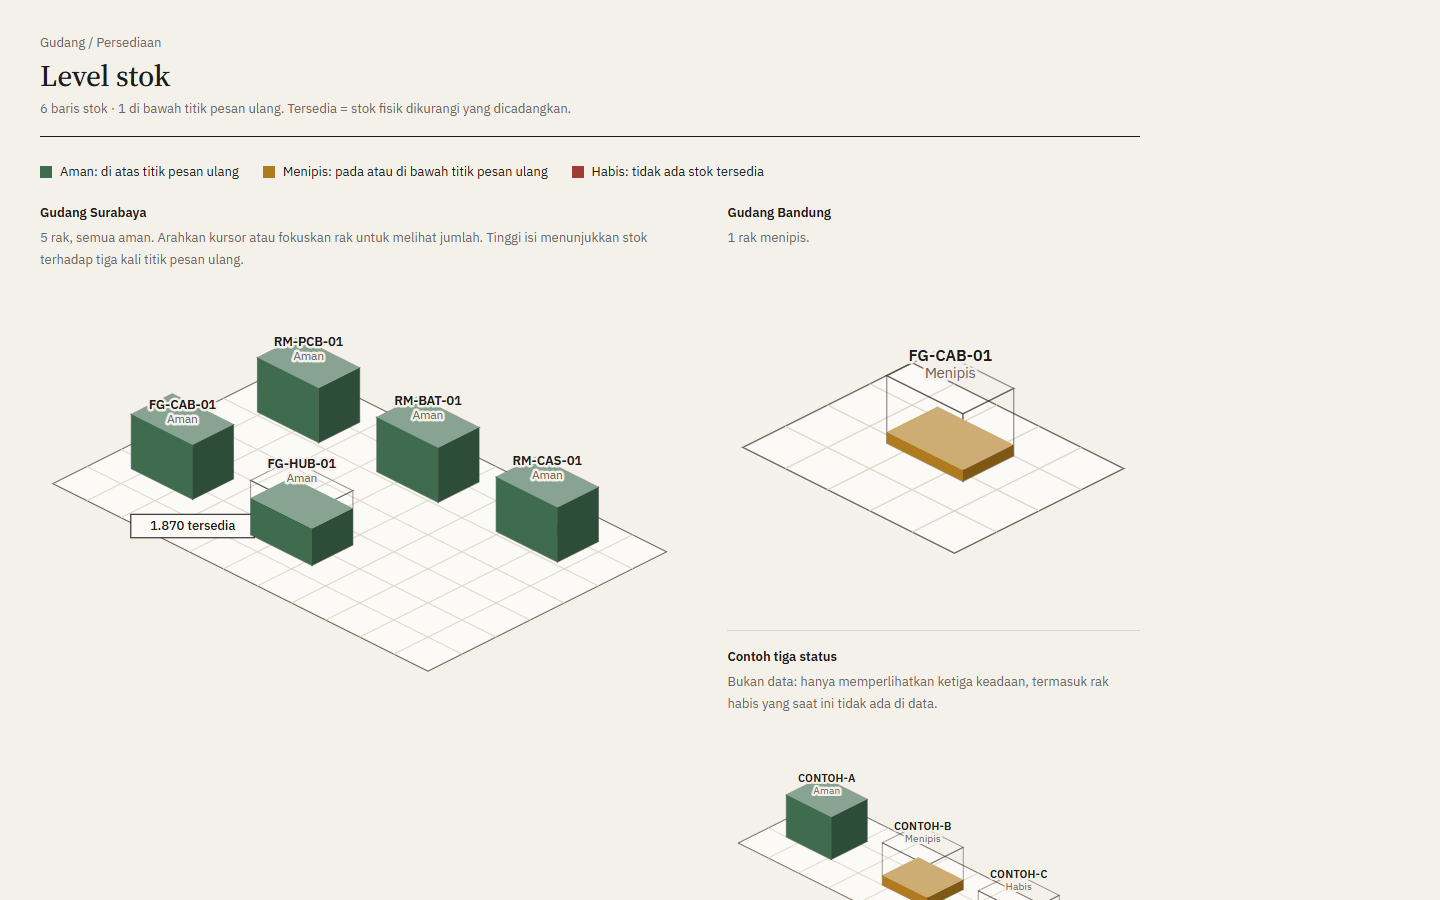 Gudang / Persediaan
Level stok
6 baris stok · 1 di bawah titik pesan ulang. Tersedia = stok fisik dikurangi yang dicadangkan.
Aman: di atas titik pesan ulang
Menipis: pada atau di bawah titik pesan ulang
Habis: tidak ada stok tersedia
Gudang Surabaya
5 rak, semua aman. Arahkan kursor atau fokuskan rak untuk melihat jumlah. Tinggi isi menunjukkan stok
terhadap tiga kali titik pesan ulang.
RM-PCB-01
Aman
FG-CAB-01
Aman
RM-BAT-01
Aman
FG-HUB-01
Aman
RM-CAS-01
Aman
1.870 tersedia
Gudang Bandung
1 rak menipis.
FG-CAB-01
Menipis
Contoh tiga status
Bukan data: hanya memperlihatkan ketiga keadaan, termasuk rak
habis yang saat ini tidak ada di data.
CONTOH-A
Aman
CONTOH-B
Menipis
CONTOH-C
Habis